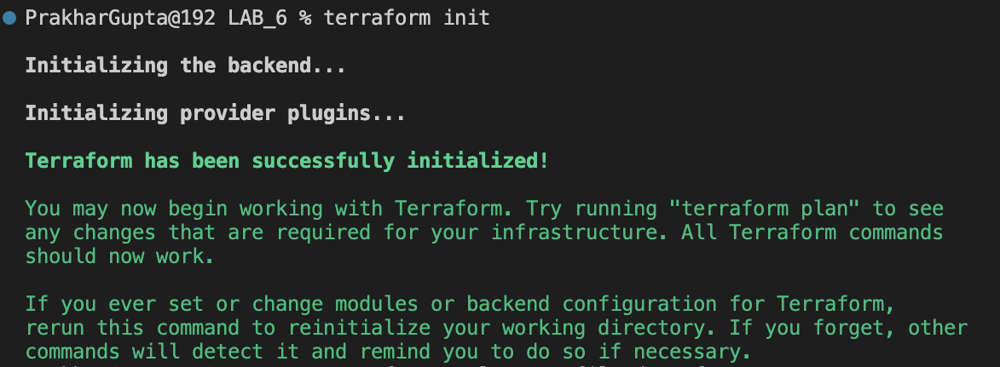 PrakharGupta@192 LAB_6 % terraform init
Initializing the backend...
Initializing provider plugins...
Terraform has been successfully initialized!
You may now begin working with Terraform. Try running "terraform plan" to see
any changes that are required for your infrastructure. All Terraform commands
should now work.
If you ever set or change modules or backend configuration for Terraform,
rerun this command to reinitialize your working directory. If you forget, other
commands will detect it and remind you to do so if necessary.